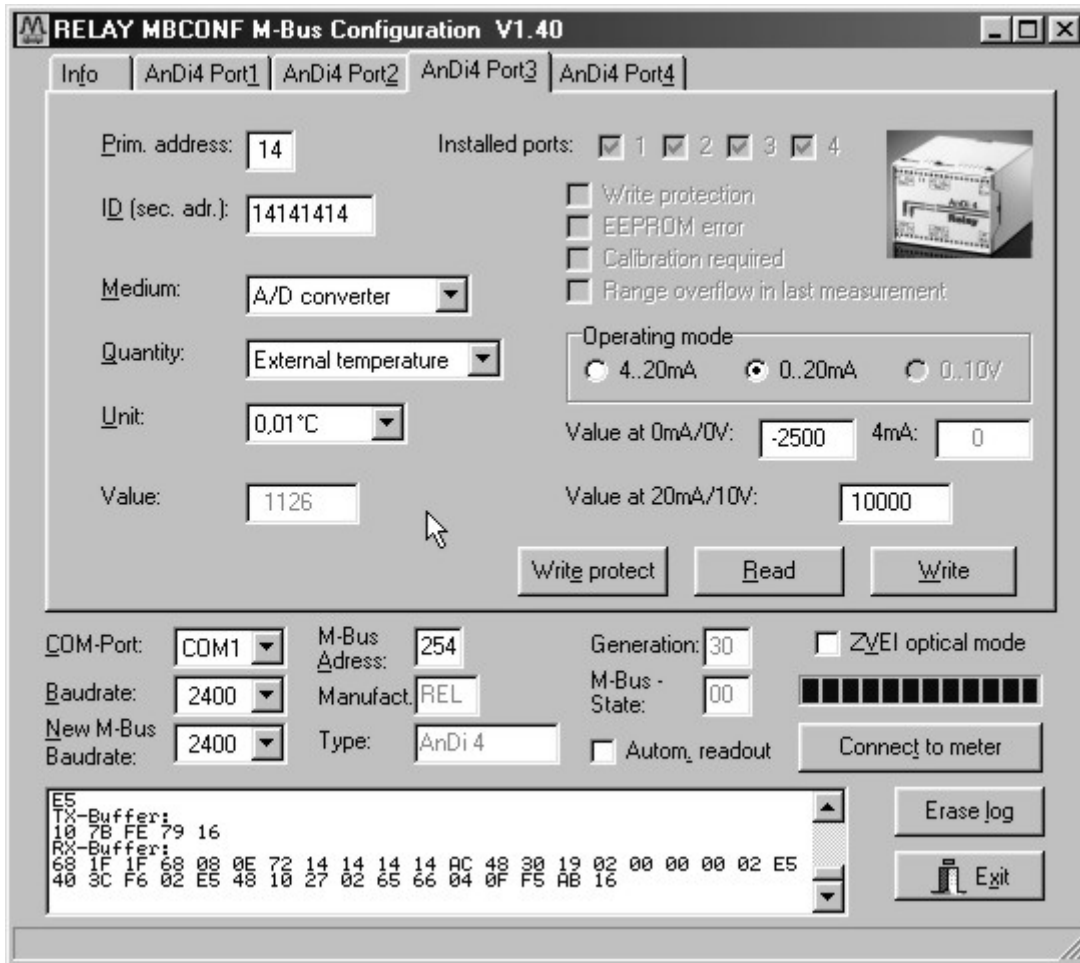 RELAY MBCONF M-Bus Configuration V1.40
Info AnDi4 Port1 AnDi4 Port2 AnDi4 Port3 AnDi4 Port4
Prim. address: 14 Installed ports: 1 2 3 4
ID (sec. adr.): 14141414
Write protection
EEPROM error
Calibration required
Range overflow in last measurement
AnDi 4
Relay
Medium: A/D converter
Quantity: External temperature
Operating mode
4..20mA 0..20mA 0..10V
Unit: 0,01°C
Value at 0mA/0V: -2500 4mA: 0
Value: 1126
Value at 20mA/10V: 10000
Write protect Read Write
COM-Port: COM1
M-Bus Adress: 254
Generation: 30
ZVEI optical mode
Baudrate: 2400
Manufact. REL
M-Bus - State: 00
New M-Bus Baudrate: 2400
Type: AnDi 4
Autom. readout
Connect to meter
E5
TX-Buffer:
10 7B FE 79 16
RX-Buffer:
68 1F 1F 68 08 0E 72 14 14 14 14 AC 48 30 19 02 00 00 00 02 E5
40 3C F6 02 E5 48 10 27 02 65 66 04 0F F5 AB 16
Erase log
Exit